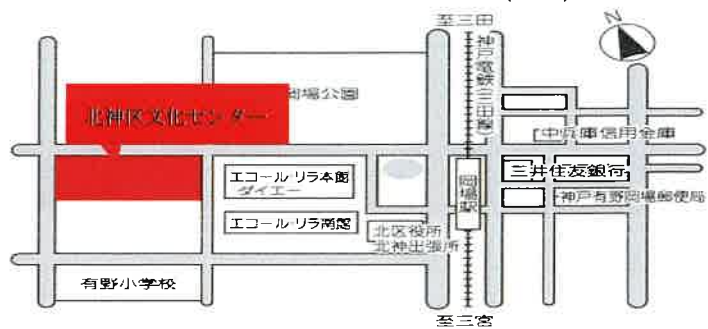 至三田
N
神戸電鉄(三田線)
岡場公園
北神区文化センター
中兵庫信用金庫
エコール・リラ本館
ダイエー
岡場駅
三井住友銀行
神戸有野岡場郵便局
エコール・リラ南館
北区役所
北神出張所
有野小学校
至三宮